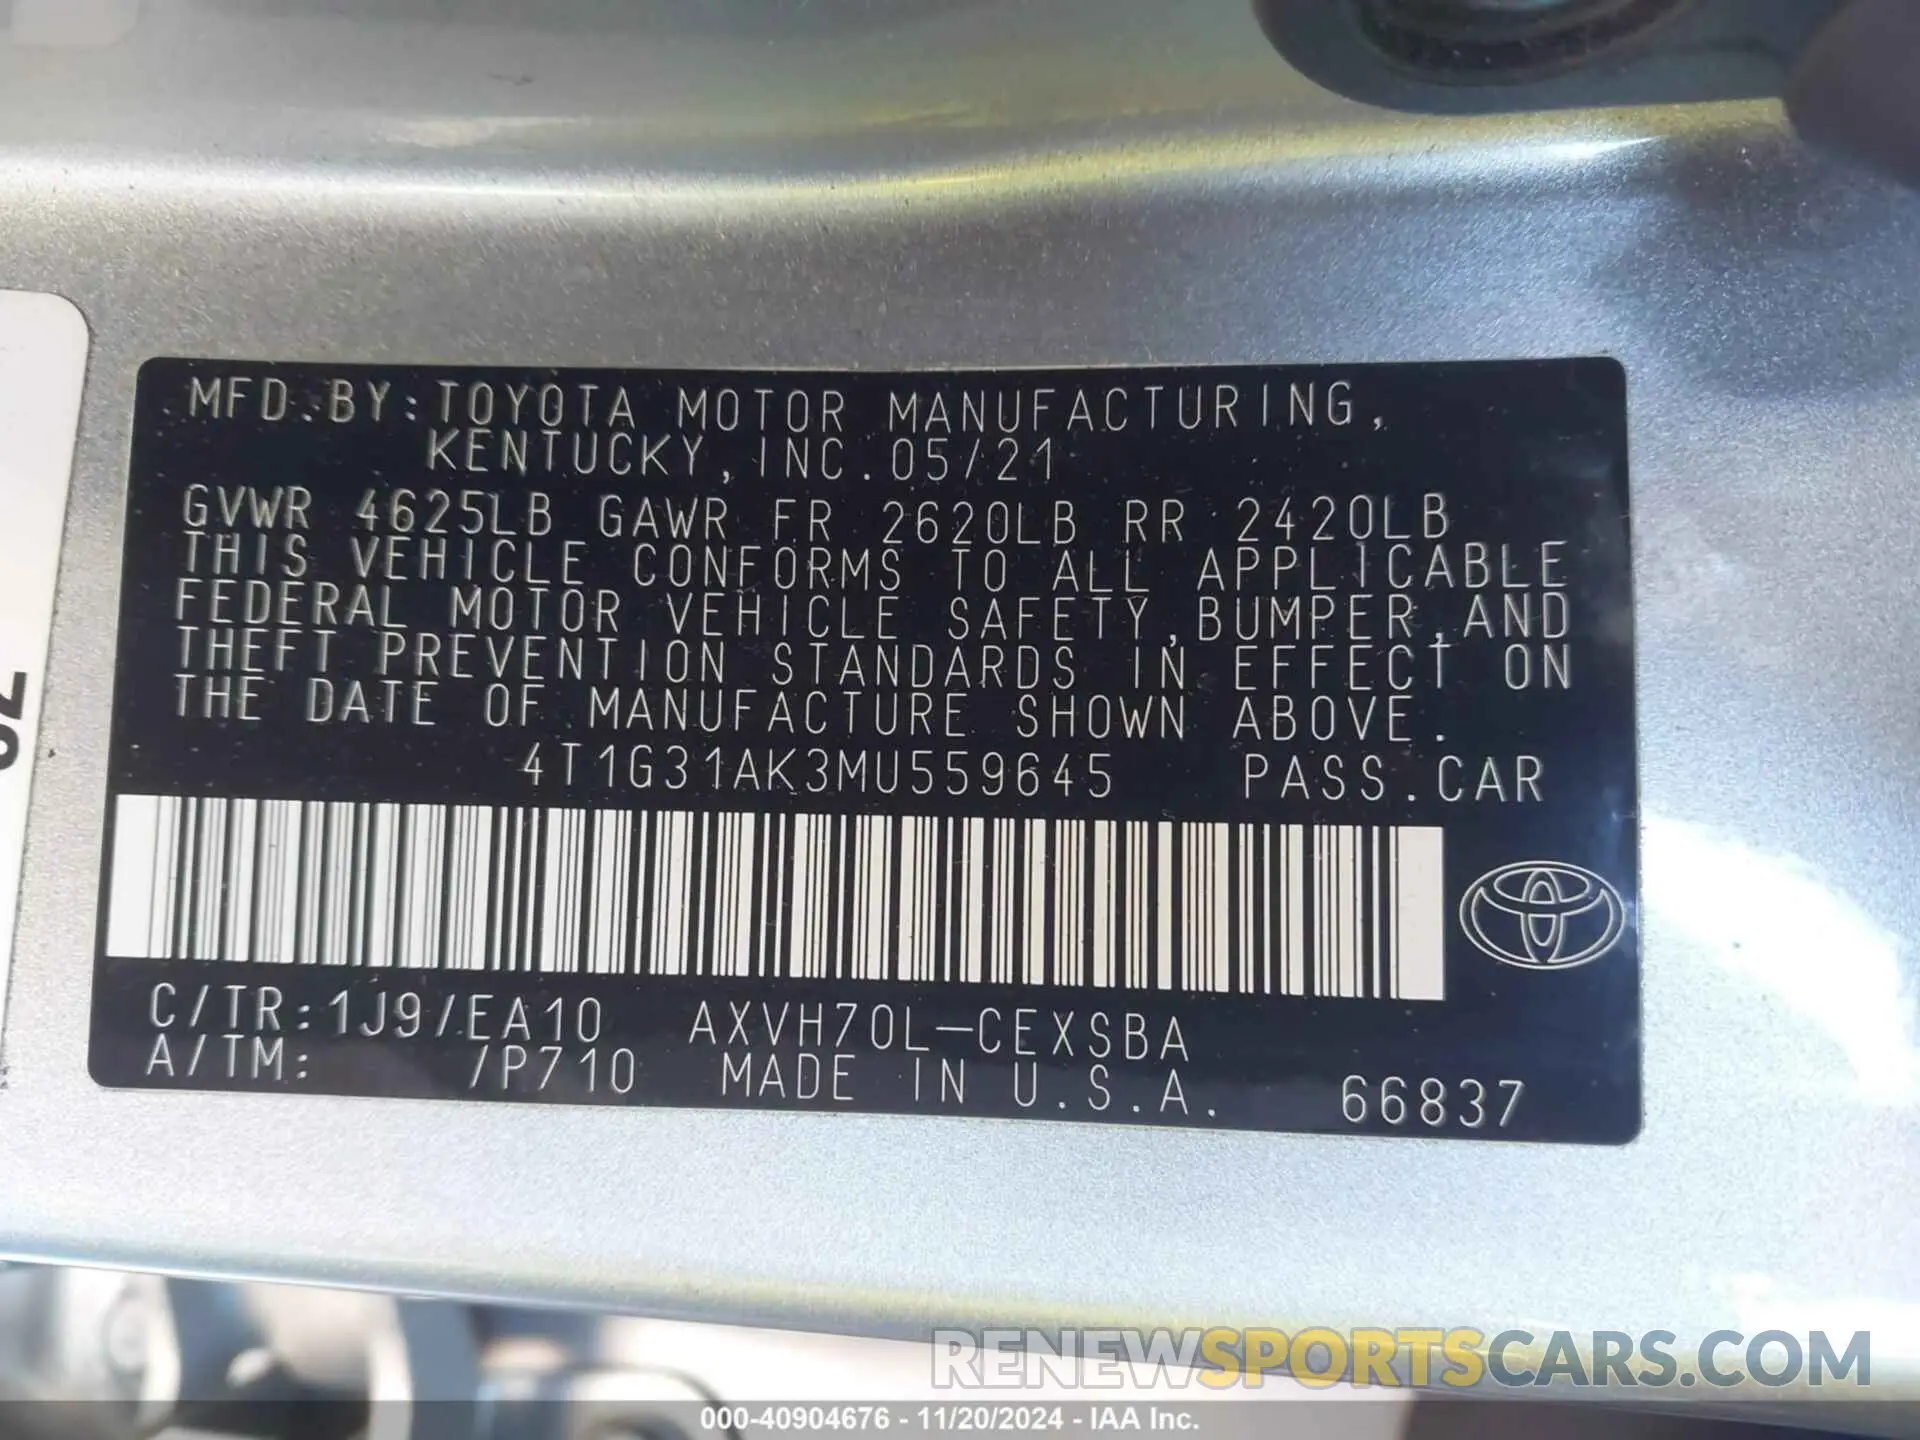 MFD.BY:TOYOTA MOTOR MANUFACTURING,
KENTUCKY,INC.05/21
GVWR 4625LB GAWR FR 2620LB RR 2420LB
THIS VEHICLE CONFORMS TO ALL APPLICABLE
FEDERAL MOTOR VEHICLE SAFETY,BUMPER,AND
THEFT PREVENTION STANDARDS IN EFFECT ON
THE DATE OF MANUFACTURE SHOWN ABOVE.
4T1G31AK3MU559645 PASS.CAR
C/TR:1J9/EA10 AXVH70L-CEXSBA
A/TM: /P710 MADE IN U.S.A. 66837
RENEWSPORTSCARS.COM
000-40904676 - 11/20/2024 - IAA Inc.